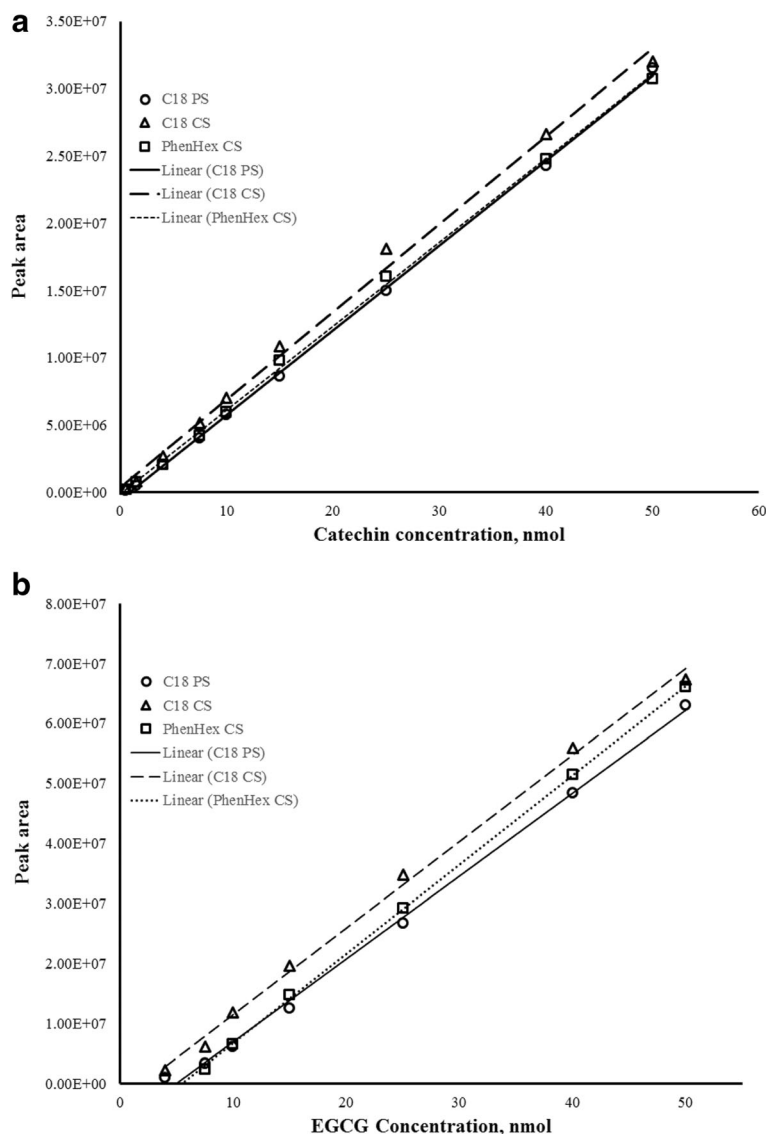 a
3.50E+07
3.00E+07
2.50E+07
2.00E+07
1.50E+07
1.00E+07
5.00E+06
0.00E+00
Peak area
C18 PS
C18 CS
PhenHex CS
Linear (C18 PS)
Linear (C18 CS)
Linear (PhenHex CS)
0 10 20 30 40 50 60
Catechin concentration, nmol
b
8.00E+07
7.00E+07
6.00E+07
5.00E+07
4.00E+07
3.00E+07
2.00E+07
1.00E+07
0.00E+00
Peak area
C18 PS
C18 CS
PhenHex CS
Linear (C18 PS)
Linear (C18 CS)
Linear (PhenHex CS)
0 10 20 30 40 50
EGCG Concentration, nmol